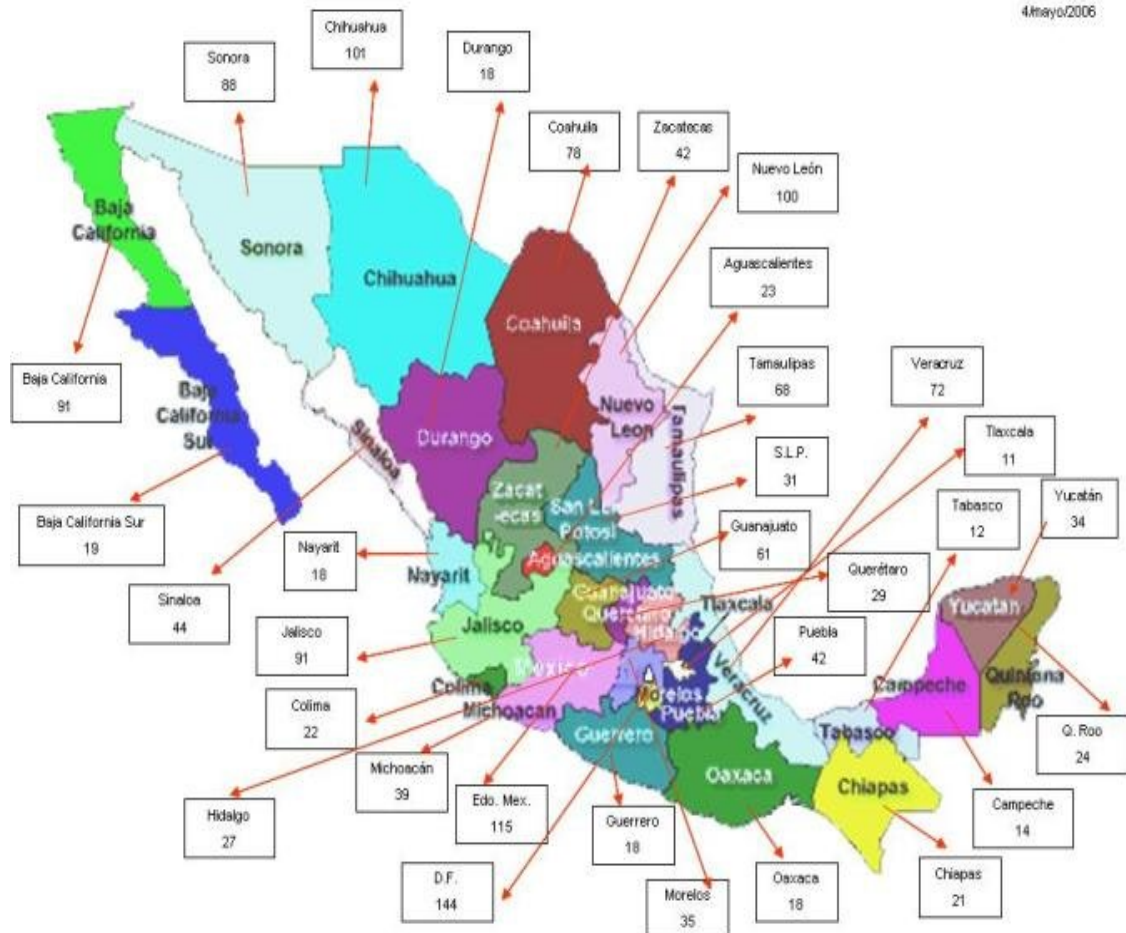 4/mayo/2006
Chihuahua
101
Sonora
88
Durango
18
Coahuila
78
Zacatecas
42
Nuevo León
100
Aguascalientes
23
Tamaulipas
68
Veracruz
72
Tlaxcala
11
S.L.P.
31
Tabasco
12
Yucatán
34
Guanajuato
61
Querétaro
29
Puebla
42
Q. Roo
24
Campeche
14
Chiapas
21
Oaxaca
18
Morelos
35
Guerrero
18
D.F.
144
Edo. Mex.
115
Michoacán
39
Hidalgo
27
Colima
22
Jalisco
91
Nayarit
18
Sinaloa
44
Baja California Sur
19
Baja California
91
Baja
California
Sonora
Chihuahua
Coahuila
Baja
California
Sur
Sinaloa
Durango
Nuevo
Leon
Tamaulipas
Zacat
ecas
San
Potosi
Aguascalientes
Nayarit
Guanajuato
Queretaro
Hidalgo
Tlaxcala
Jalisco
Mexico
Colima
Michoacan
Morelos
Puebla
Veracruz
Guerrero
Oaxaca
Tabasco
Chiapas
Campeche
Yucatan
Quintana
Roo